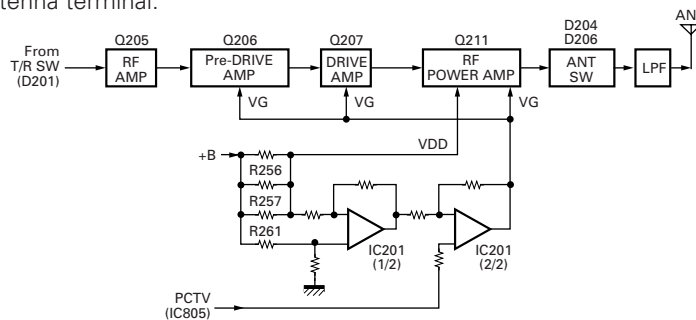 tenna terminal.
AN
From
T/R SW
(D201)
Q205
RF
AMP
Q206
Pre-DRIVE
AMP
Q207
DRIVE
AMP
Q211
RF
POWER AMP
D204
D206
ANT
SW
LPF
VG
VG
VG
VDD
+B
R256
R257
R261
IC201
(1/2)
IC201
(2/2)
PCTV
(IC805)